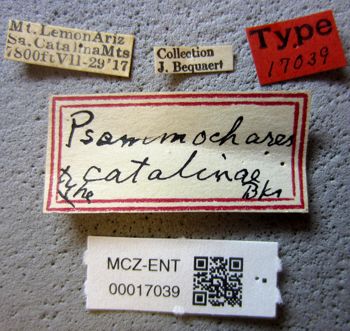 Mt. Lemon Ariz
Sa. Catalina Mts
7800ft VII-29'17
Collection
J. Bequaert
Type
17039
Psammochares
catalinae
type
Bks
MCZ-ENT
00017039